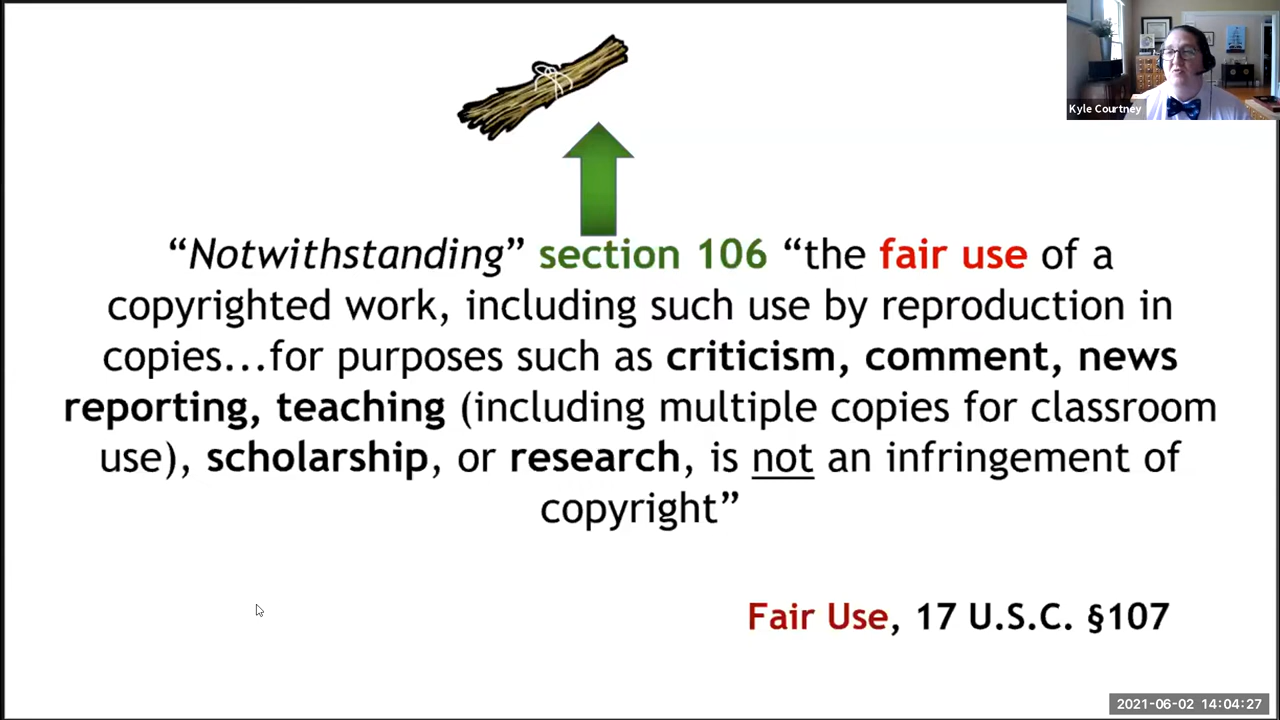 Kyle Courtney
“Notwithstanding” section 106 “the fair use of a
copyrighted work, including such use by reproduction in
copies...for purposes such as criticism, comment, news
reporting, teaching (including multiple copies for classroom
use), scholarship, or research, is not an infringement of
copyright”
Fair Use, 17 U.S.C. §107
2021-06-02 14:04:27